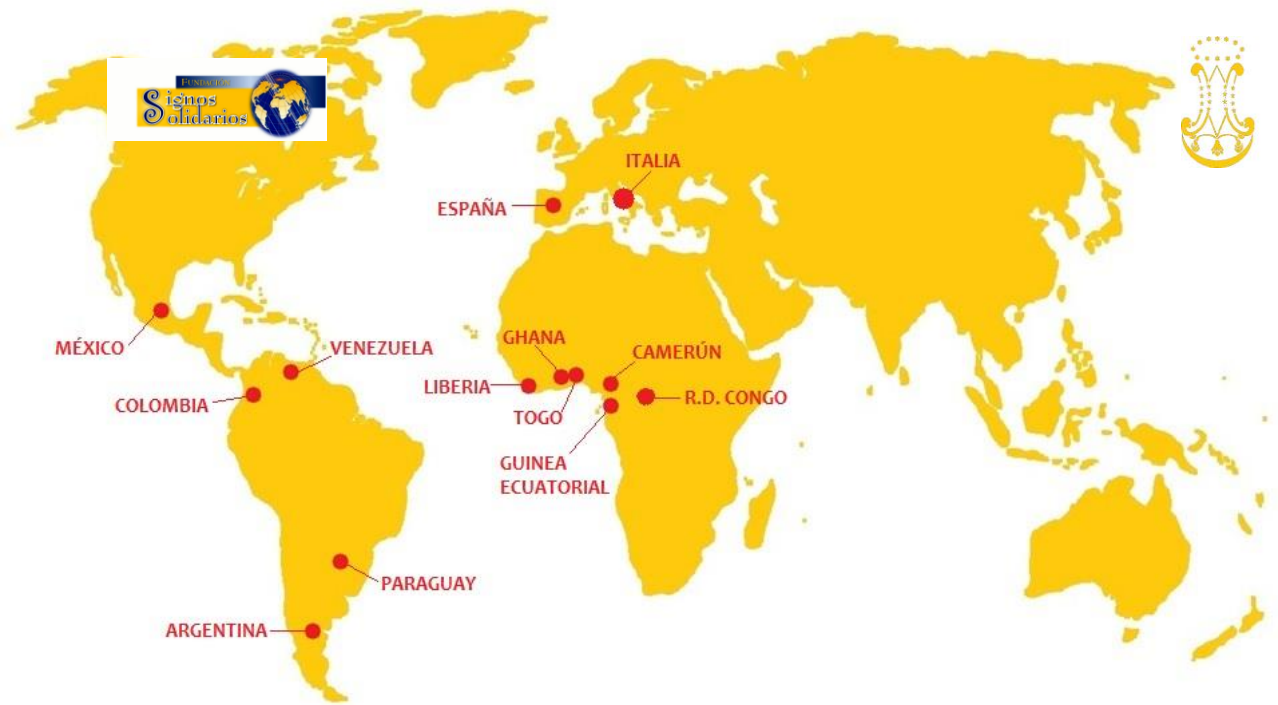 FUNDACIÓN
Signos
Solidarios
ITALIA
ESPAÑA
MÉXICO
VENEZUELA
COLOMBIA
GHANA
CAMERÚN
LIBERIA
R.D. CONGO
TOGO
GUINEA
ECUATORIAL
PARAGUAY
ARGENTINA